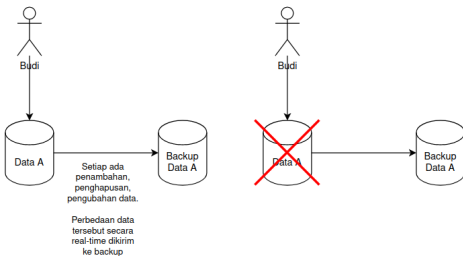 Budi
Data A
Setiap ada
penambahan,
penghapusan,
pengubahan data.
Perbedaan data
tersebut secara
real-time dikirim
ke backup
Backup
Data A
Budi
Data A
Backup
Data A